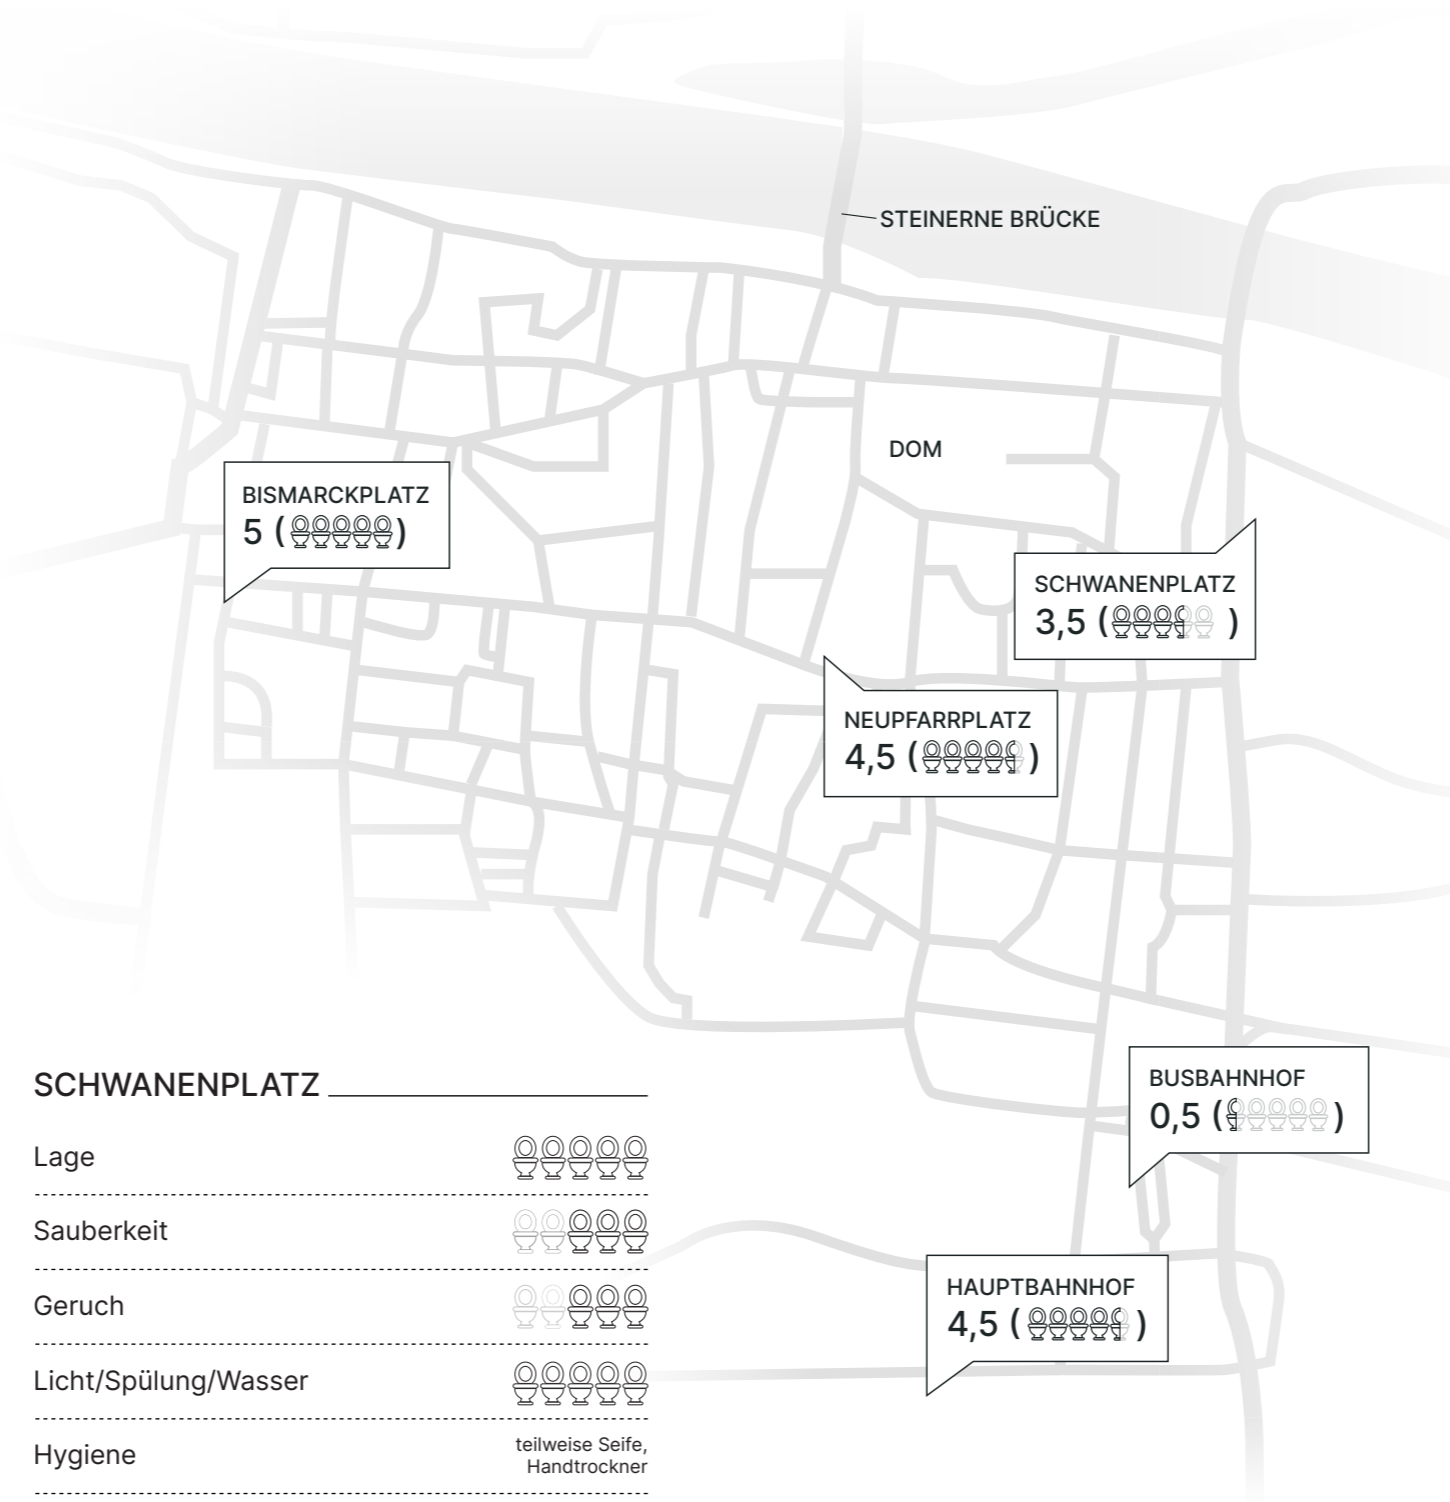 STEINERNE BRÜCKE
DOM
BISMARCKPLATZ
5 ( )
SCHWANENPLATZ
3,5 ( )
NEUPFARRPLATZ
4,5 ( )
BUSBAHNHOF
0,5 ( )
HAUPTBAHNHOF
4,5 ( )
SCHWANENPLATZ
Lage
Sauberkeit
Geruch
Licht/Spülung/Wasser
Hygiene
teilweise Seife,
Handtrockner